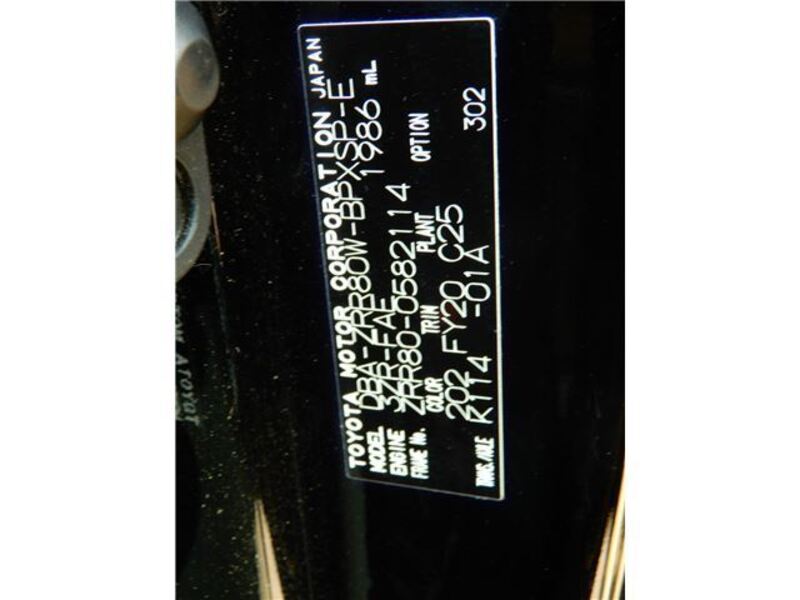 TOYOTA MOTOR CORPORATION JAPAN
MODEL DBA-ZRR80W-BPXSP-E
ENGINE 3ZR-FAE 1986 mL
FRAME No. ZRR80-0582114
COLOR TRIM PLANT OPTION
202 FY20 C25
TRANS./AXLE K114 -01A 302